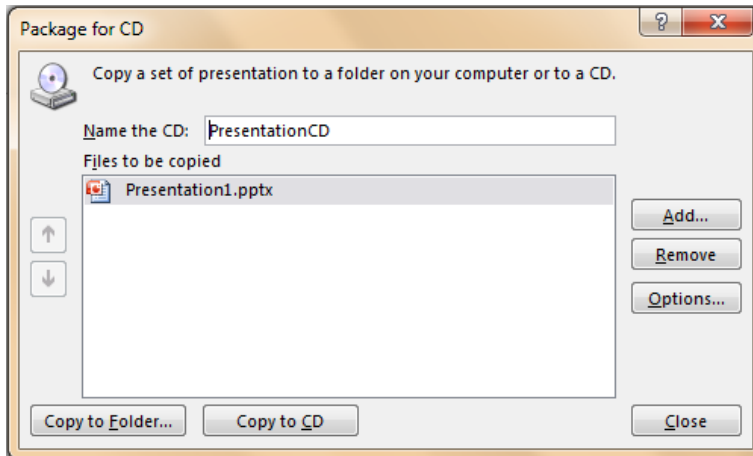 Package for CD
Copy a set of presentation to a folder on your computer or to a CD.
Name the CD: PresentationCD
Files to be copied
Presentation1.pptx
Add...
Remove
Options...
Copy to Folder... Copy to CD Close